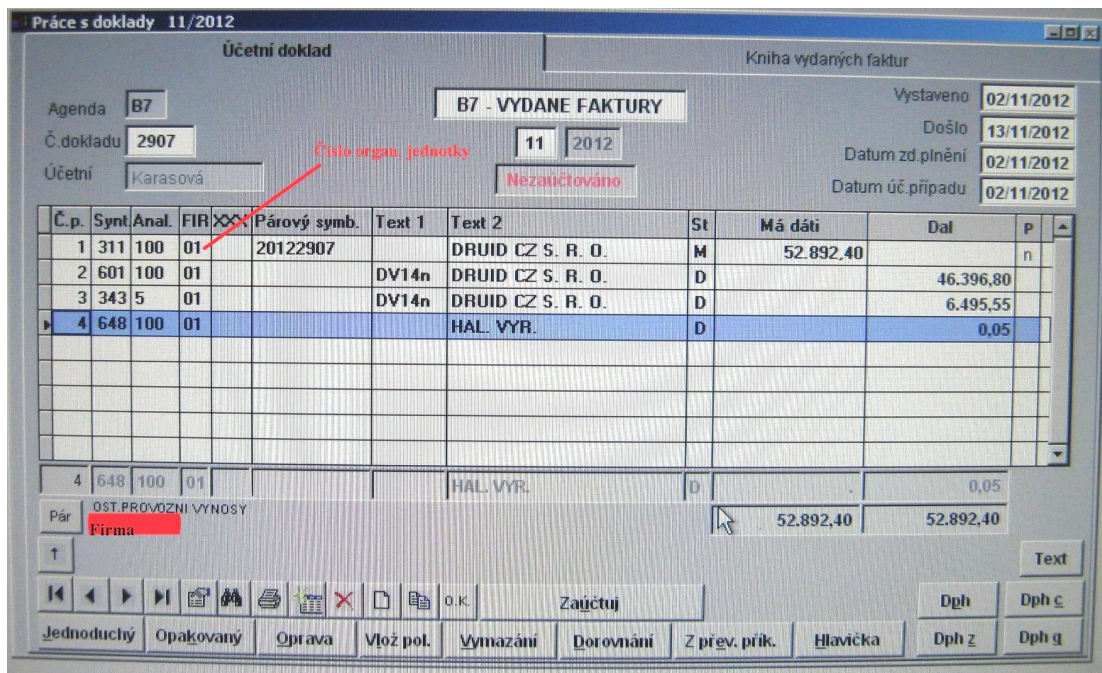 Práce s doklady 11/2012
Účetní doklad Kniha vydaných faktur
Agenda B7 B7 - VYDANE FAKTURY Vystaveno 02/11/2012
Č.dokladu 2907 11 2012 Došlo 13/11/2012
Číslo organ. jednotky
Datum zd.plnění 02/11/2012
Účetní Karasová Nezaúčtováno Datum úč.případu 02/11/2012
Č.p. Synt. Anal. FIR XXX Párový symb. Text 1 Text 2 St Má dáti Dal P
1 311 100 01 20122907 DRUID CZ S. R. O. M 52.892,40 n
2 601 100 01 DV14n DRUID CZ S. R. O. D 46.396,80
3 343 5 01 DV14n DRUID CZ S. R. O. D 6.495,55
4 648 100 01 HAL. VYR. D 0,05
4 648 100 01 HAL. VYR. D . 0,05
Pár OST.PROVOZNI VYNOSY 52.892,40 52.892,40
Firma
Text
O.K. Zaúčtuj Dph Dph c
Jednoduchý Opakovaný Oprava Vlož pol. Vymazání Dorovnání Z přev. přík. Hlavička Dph z Dph g